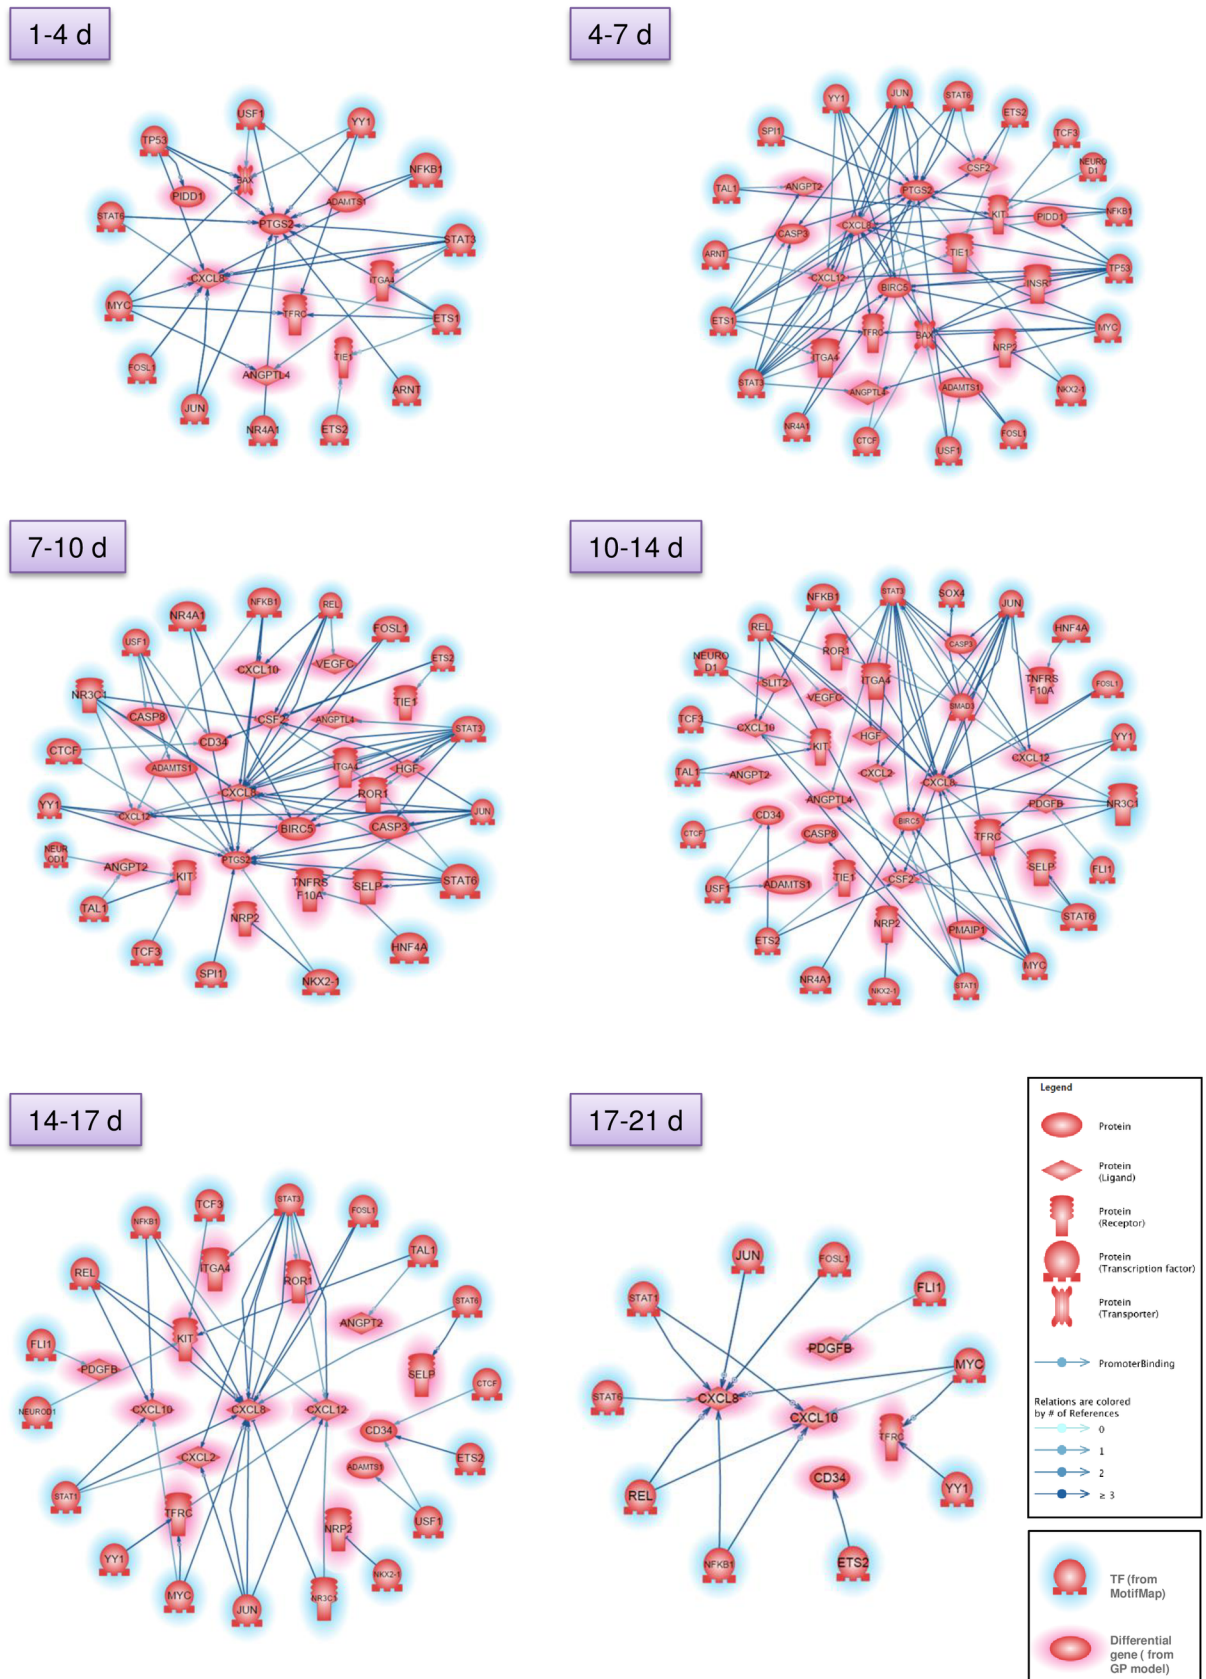 1-4 d
USF1
YY1
TP53
NFKB1
BAX
PIDD1
ADAMTS1
STAT6
PTGS2
STAT3
CXCL8
ITGA4
MYC
TFRC
ETS1
TIE1
FOSL1
ANGPTL4
ARNT
JUN
NR4A1
ETS2
4-7 d
YY1
JUN
STAT6
ETS2
SPI1
TCF3
CSF2
NEURO
D1
TAL1
ANGPT2
PTGS2
KIT
PIDD1
NFKB1
CASP3
CXCL8
ARNT
TIE1
TP53
CXCL12
BIRC5
INSR
ETS1
TFRC
BAX
MYC
ITGA4
NRP2
STAT3
ANGPTL4
ADAMTS1
NKX2-1
NR4A1
CTCF
USF1
FOSL1
7-10 d
NFKB1
REL
NR4A1
FOSL1
USF1
CXCL10
VEGFC
ETS2
NR3C1
TIE1
CASP8
CSF2
ANGPTL4
STAT3
CTCF
CD34
ADAMTS1
ITGA4
HGF
CXCL8
ROR1
YY1
CXCL12
BIRC5
CASP3
JUN
NEUR
OD1
ANGPT2
PTGS2
KIT
TNFRS
F10A
SELP
STAT6
TAL1
NRP2
TCF3
SPI1
NKX2-1
HNF4A
10-14 d
NFKB1
STAT3
SOX4
JUN
REL
HNF4A
NEURO
D1
ROR1
CASP3
SLIT2
ITGA4
TNFRS
F10A
FOSL1
VEGFC
SMAD3
TCF3
CXCL10
HGF
YY1
KIT
CXCL12
TAL1
ANGPT2
CXCL2
CXCL8
ANGPTL4
PDGFB
NR3C1
CD34
BIRC5
CTCF
CASP8
TFRC
SELP
FLI1
USF1
ADAMTS1
TIE1
CSF2
STAT6
ETS2
NRP2
PMAIP1
NR4A1
NKX2-1
STAT1
MYC
14-17 d
TCF3
STAT3
NFKB1
FOSL1
TAL1
REL
ITGA4
ROR1
STAT6
ANGPT2
FLI1
KIT
PDGFB
SELP
CTCF
NEUROD1
CXCL10
CXCL8
CXCL12
CD34
CXCL2
ETS2
ADAMTS1
STAT1
TFRC
NRP2
USF1
YY1
MYC
JUN
NR3C1
NKX2-1
17-21 d
JUN
FOSL1
STAT1
FLI1
PDGFB
MYC
STAT6
CXCL8
CXCL10
TFRC
CD34
REL
YY1
NFKB1
ETS2
Legend
Protein
Protein
(Ligand)
Protein
(Receptor)
Protein
(Transcription factor)
Protein
(Transporter)
PromoterBinding
Relations are colored
by # of References
0
1
2
≥ 3
TF (from
MotifMap)
Differential
gene ( from
GP model)